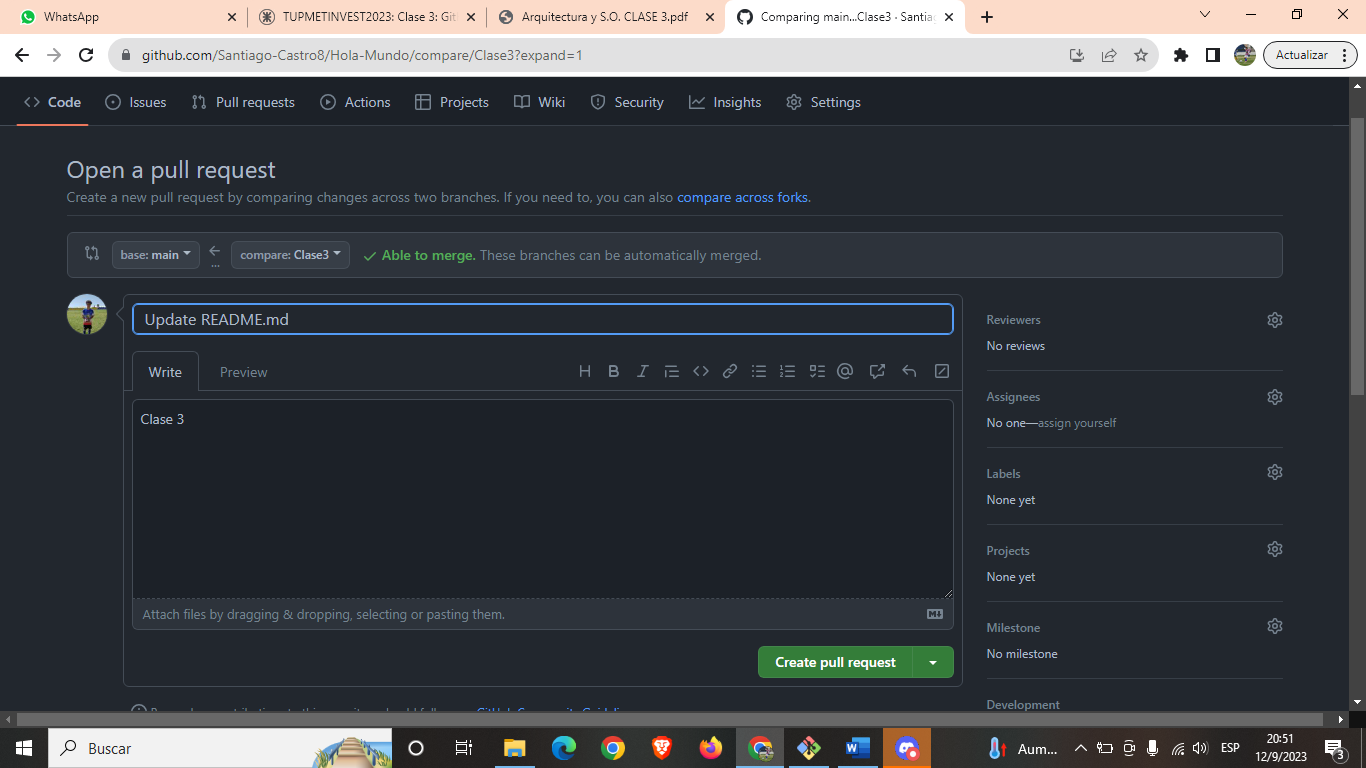 WhatsApp
TUPMETINVEST2023: Clase 3: Git
Arquitectura y S.O. CLASE 3.pdf
Comparing main...Clase3 · Santiag
github.com/Santiago-Castro8/Hola-Mundo/compare/Clase3?expand=1
Actualizar
Code Issues Pull requests Actions Projects Wiki Security Insights Settings
Open a pull request
Create a new pull request by comparing changes across two branches. If you need to, you can also compare across forks.
base: main
...
compare: Clase3
Able to merge. These branches can be automatically merged.
Update README.md
Write Preview
Clase 3
Attach files by dragging & dropping, selecting or pasting them.
Create pull request
Reviewers
No reviews
Assignees
No one—assign yourself
Labels
None yet
Projects
None yet
Milestone
No milestone
Development
Buscar
Aum...
ESP
20:51
12/9/2023
3